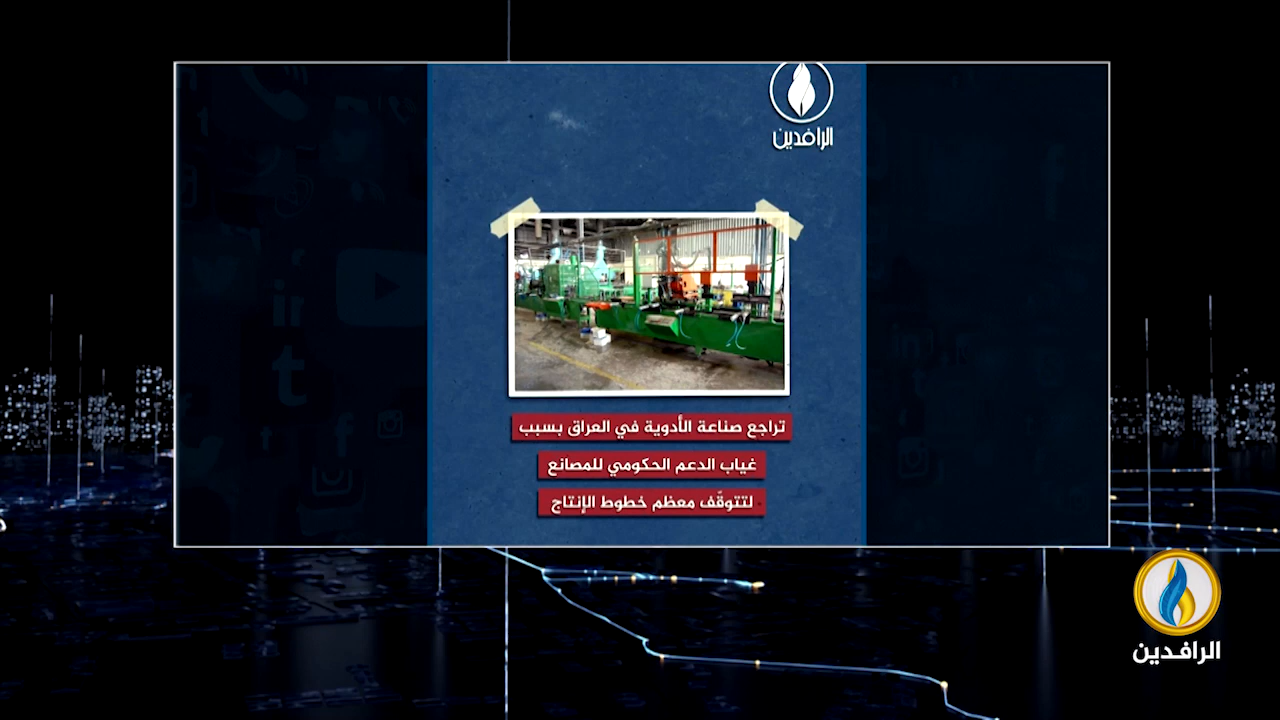 الرافدين
تراجع صناعة الأدوية في العراق بسبب
غياب الدعم الحكومي للمصانع
لتتوقّف معظم خطوط الإنتاج
الرافدين